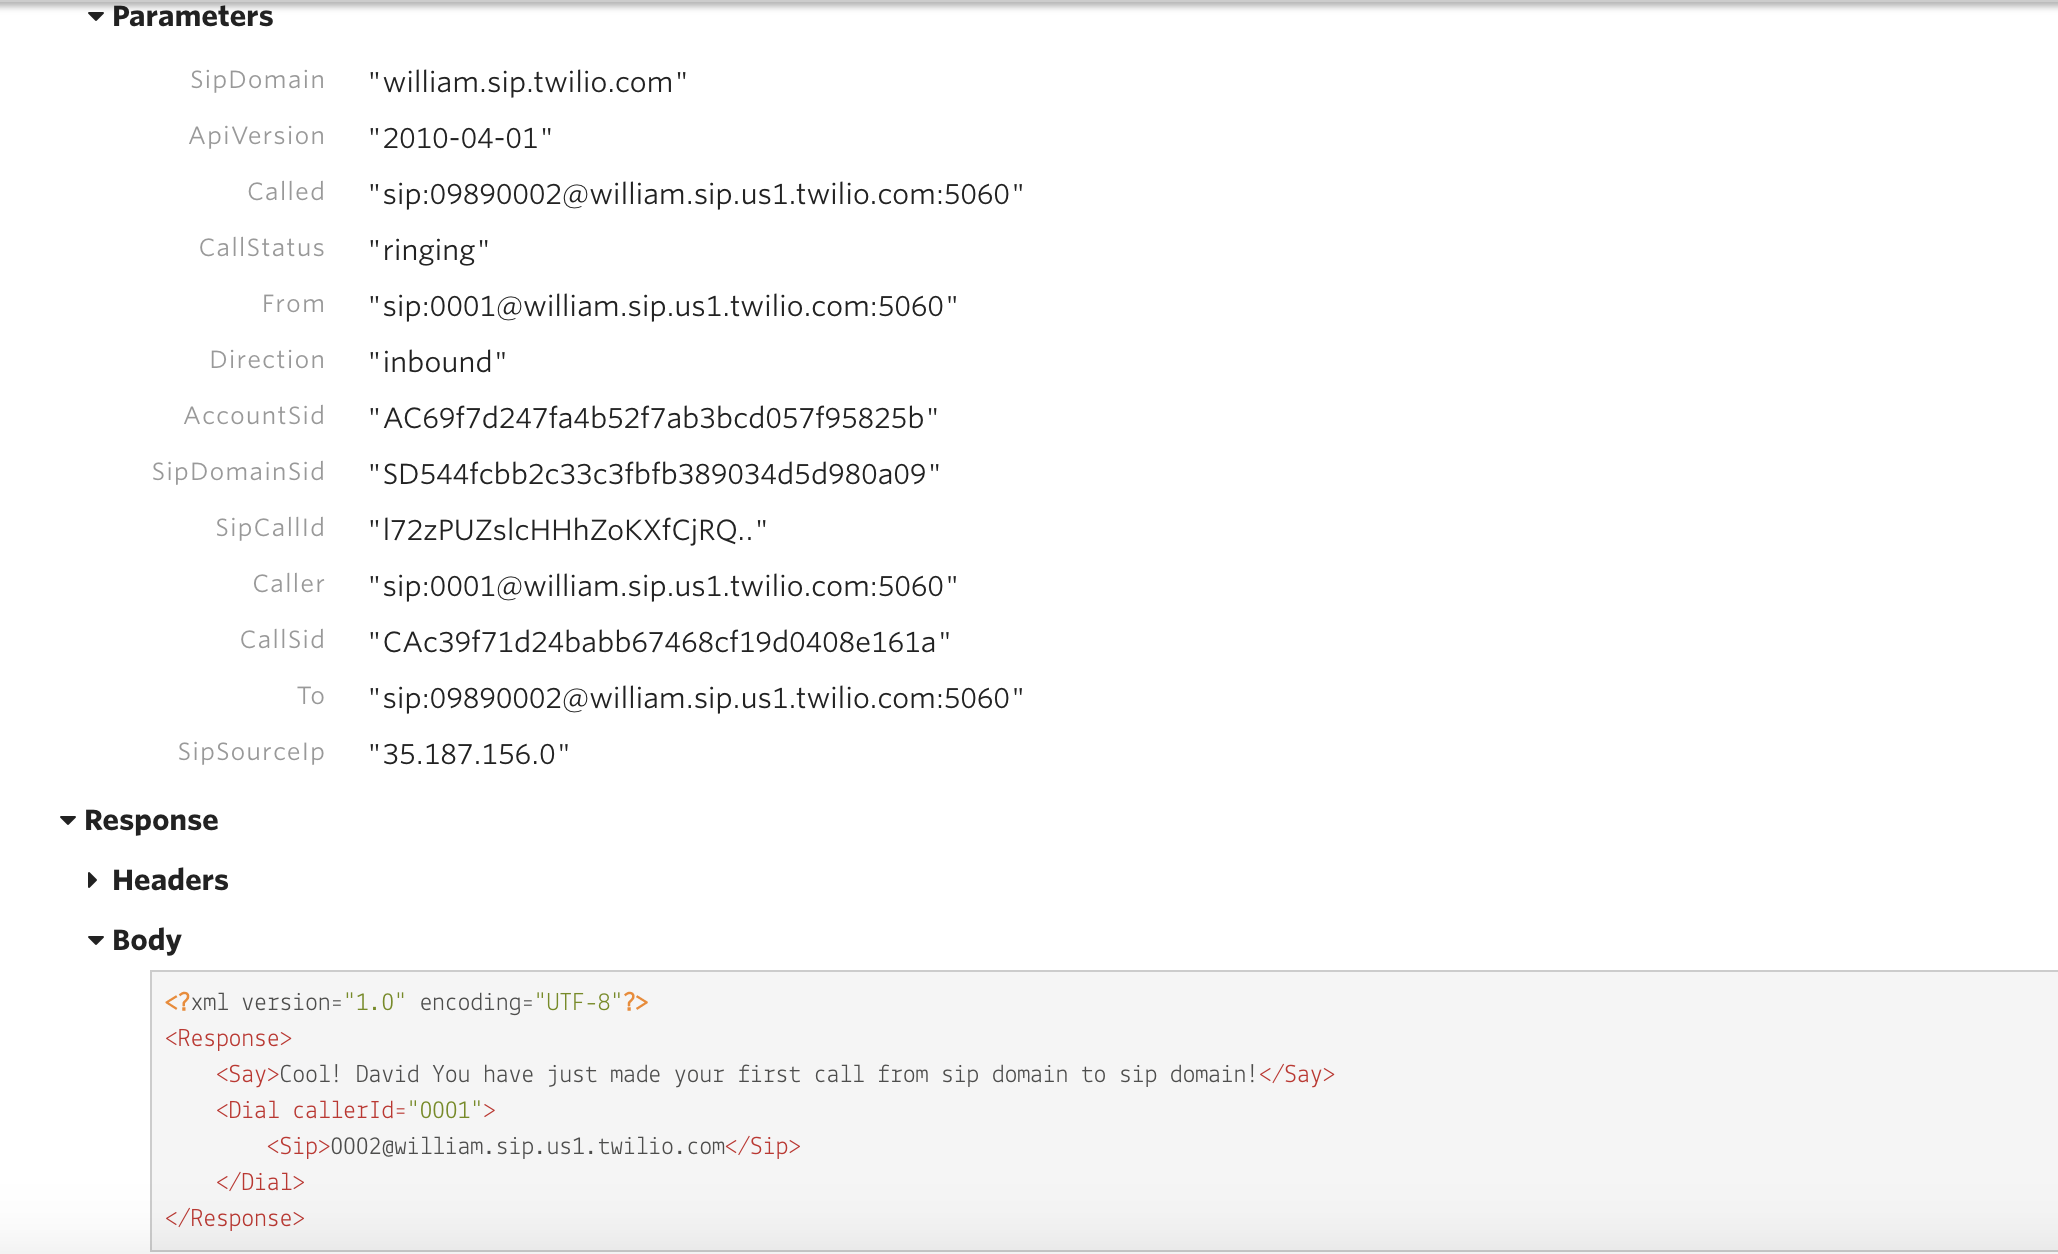 Parameters
SipDomain "william.sip.twilio.com"
ApiVersion "2010-04-01"
Called "sip:09890002@william.sip.us1.twilio.com:5060"
CallStatus "ringing"
From "sip:0001@william.sip.us1.twilio.com:5060"
Direction "inbound"
AccountSid "AC69f7d247fa4b52f7ab3bcd057f95825b"
SipDomainSid "SD544fcbb2c33c3fbfb389034d5d980a09"
SipCallId "l72zPUZslcHHhZoKXfCjRQ.."
Caller "sip:0001@william.sip.us1.twilio.com:5060"
CallSid "CAc39f71d24babb67468cf19d0408e161a"
To "sip:09890002@william.sip.us1.twilio.com:5060"
SipSourceIp "35.187.156.0"
Response
Headers
Body
<?xml version="1.0" encoding="UTF-8"?>
<Response>
    <Say>Cool! David You have just made your first call from sip domain to sip domain!</Say>
    <Dial callerId="0001">
        <Sip>0002@william.sip.us1.twilio.com</Sip>
    </Dial>
</Response>